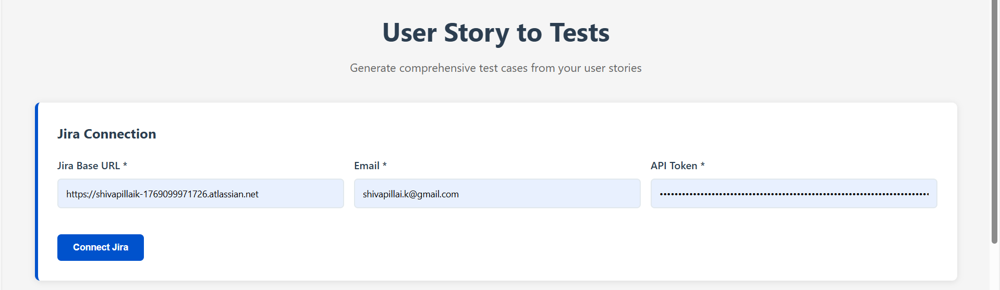 User Story to Tests
Generate comprehensive test cases from your user stories
Jira Connection
Jira Base URL *
Email *
API Token *
https://shivapillaik-1769099971726.atlassian.net
shivapillai.k@gmail.com
Connect Jira